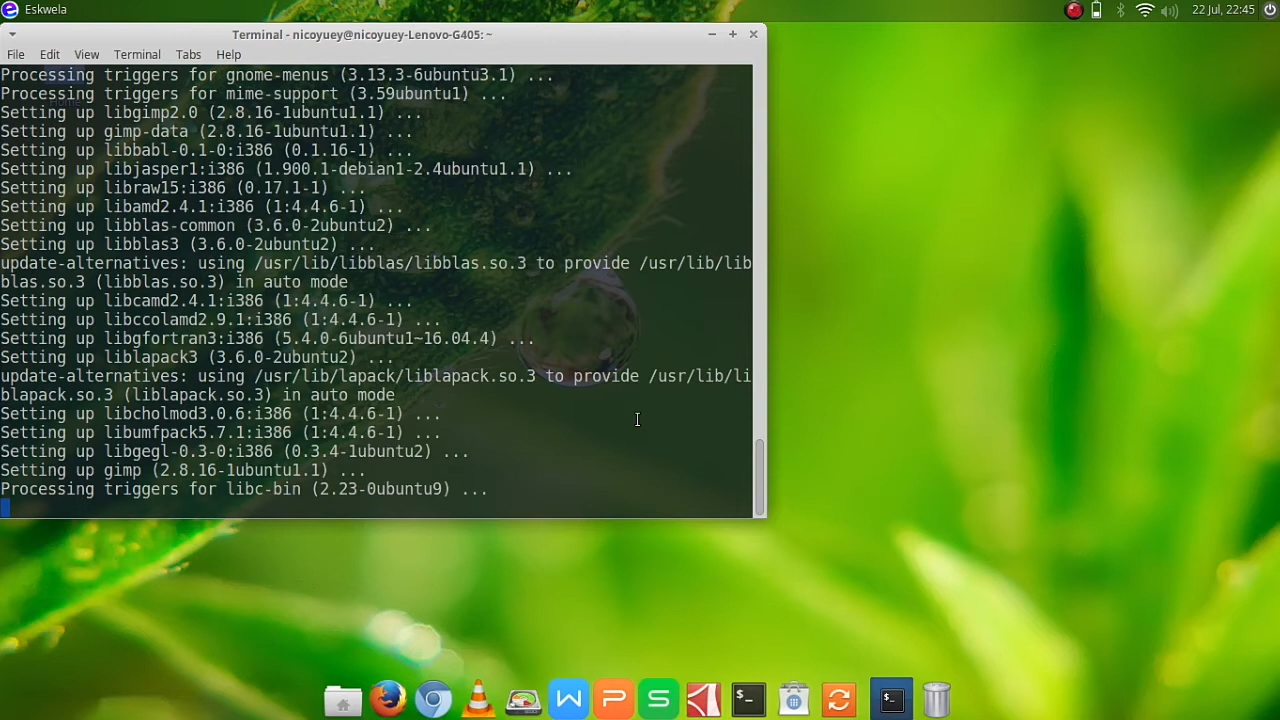 Eskwela
22 Jul, 22:45
Terminal - nicoyuey@nicoyuey-Lenovo-G405: ~
File Edit View Terminal Tabs Help
Processing triggers for gnome-menus (3.13.3-6ubuntu3.1) ...
Processing triggers for mime-support (3.59ubuntu1) ...
Setting up libgimp2.0 (2.8.16-1ubuntu1.1) ...
Setting up gimp-data (2.8.16-1ubuntu1.1) ...
Setting up libbabl-0.1-0:i386 (0.1.16-1) ...
Setting up libjasper1:i386 (1.900.1-debian1-2.4ubuntu1.1) ...
Setting up libraw15:i386 (0.17.1-1) ...
Setting up libamd2.4.1:i386 (1:4.4.6-1) ...
Setting up libblas-common (3.6.0-2ubuntu2) ...
Setting up libblas3 (3.6.0-2ubuntu2) ...
update-alternatives: using /usr/lib/libblas/libblas.so.3 to provide /usr/lib/lib
blas.so.3 (libblas.so.3) in auto mode
Setting up libcamd2.4.1:i386 (1:4.4.6-1) ...
Setting up libccolamd2.9.1:i386 (1:4.4.6-1) ...
Setting up libgfortran3:i386 (5.4.0-6ubuntu1~16.04.4) ...
Setting up liblapack3 (3.6.0-2ubuntu2) ...
update-alternatives: using /usr/lib/lapack/liblapack.so.3 to provide /usr/lib/li
blapack.so.3 (liblapack.so.3) in auto mode
Setting up libcholmod3.0.6:i386 (1:4.4.6-1) ...
Setting up libumfpack5.7.1:i386 (1:4.4.6-1) ...
Setting up libgegl-0.3-0:i386 (0.3.4-1ubuntu2) ...
Setting up gimp (2.8.16-1ubuntu1.1) ...
Processing triggers for libc-bin (2.23-0ubuntu9) ...